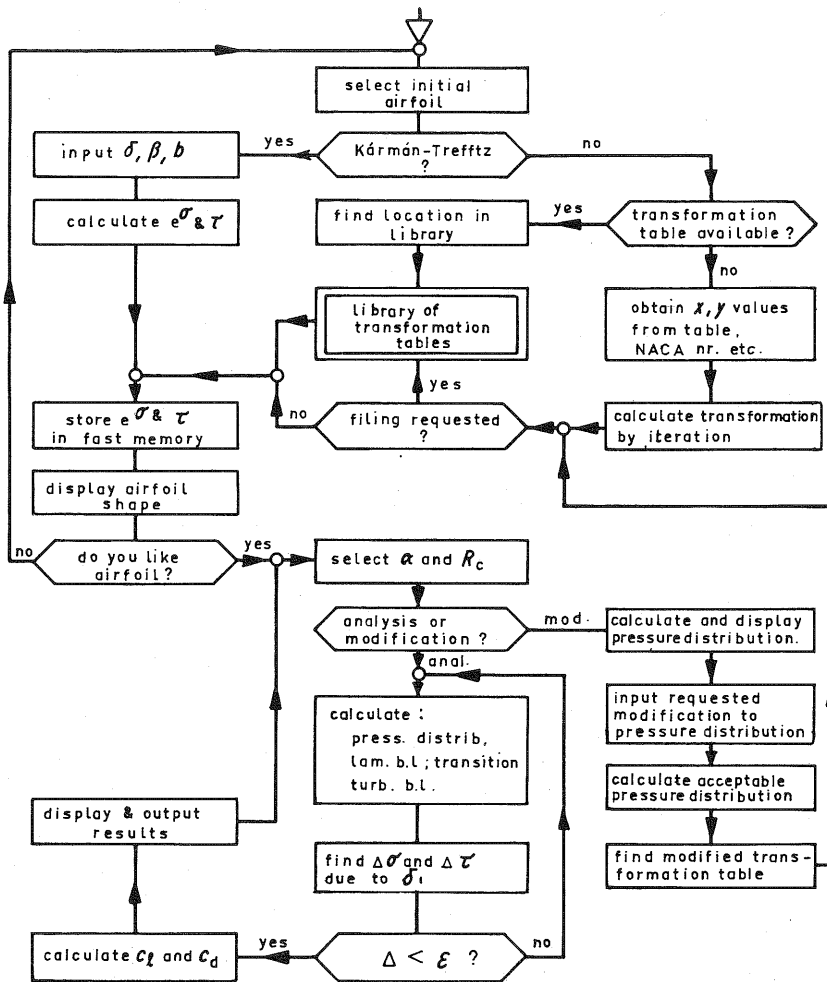 select initial
airfoil
Kármán-Trefftz
?
yes
no
input δ, β, b
calculate e^σ & τ
find location in
library
yes
transformation
table available ?
no
library of
transformation
tables
obtain x, y values
from table,
NACA nr. etc.
yes
store e^σ & τ
in fast memory
no
filing requested
?
calculate transformation
by iteration
display airfoil
shape
no
do you like
airfoil ?
yes
select α and R_c
analysis or
modification ?
mod.
calculate and display
pressure distribution.
anal.
calculate :
press. distrib,
lam. b.l ; transition
turb. b.l.
input requested
modification to
pressure distribution
calculate acceptable
pressure distribution
display & output
results
find Δσ and Δτ
due to δ₁
find modified trans-
formation table
calculate c_ℓ and c_d
yes
Δ < ε ?
no